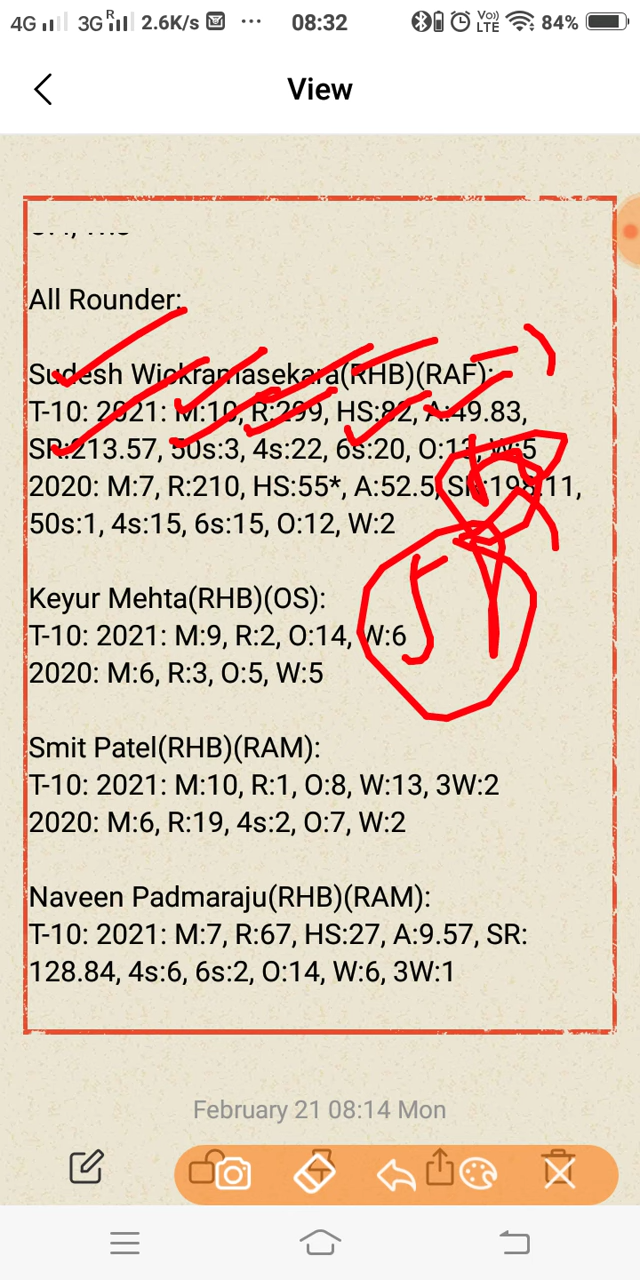 4G 3G R 2.6K/s ... 08:32 Vo)) LTE 84%
View
All Rounder:
Sudesh Wickramasekara(RHB)(RAF):
T-10: 2021: M:10, R:299, HS:82, A:49.83,
SR:213.57, 50s:3, 4s:22, 6s:20, O:11, W:5
2020: M:7, R:210, HS:55*, A:52.5, SR:198.11,
50s:1, 4s:15, 6s:15, O:12, W:2
Keyur Mehta(RHB)(OS):
T-10: 2021: M:9, R:2, O:14, W:6
2020: M:6, R:3, O:5, W:5
Smit Patel(RHB)(RAM):
T-10: 2021: M:10, R:1, O:8, W:13, 3W:2
2020: M:6, R:19, 4s:2, O:7, W:2
Naveen Padmaraju(RHB)(RAM):
T-10: 2021: M:7, R:67, HS:27, A:9.57, SR:
128.84, 4s:6, 6s:2, O:14, W:6, 3W:1
February 21 08:14 Mon